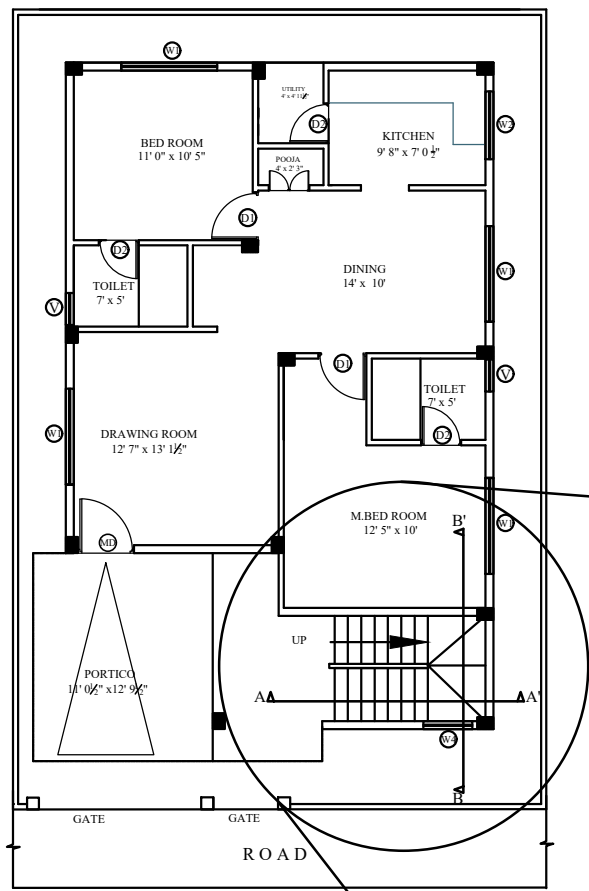 W1
UTILITY
4' x 4' 11½"
D2
KITCHEN
9' 8" x 7' 0 ½"
W2
BED ROOM
11' 0" x 10' 5"
POOJA
4' x 2' 3"
D1
D2
TOILET
7' x 5'
DINING
14' x 10'
W1
V
D1
V
TOILET
7' x 5'
D2
W1
DRAWING ROOM
12' 7" x 13' 1½"
M.BED ROOM
12' 5" x 10'
B'
W1
MD
UP
PORTICO
11' 0½" x12' 9½"
A
A'
W4
B
GATE
GATE
ROAD